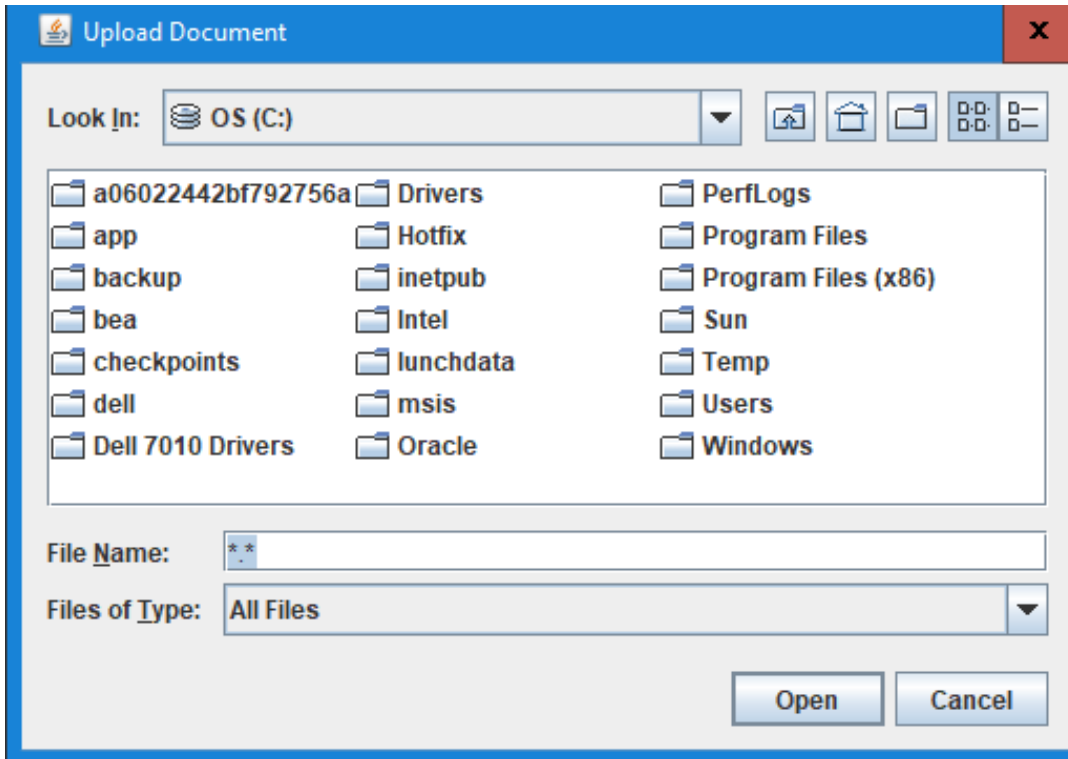 Upload Document
Look In: OS (C:)
a06022442bf792756a Drivers PerfLogs
app Hotfix Program Files
backup inetpub Program Files (x86)
bea Intel Sun
checkpoints lunchdata Temp
dell msis Users
Dell 7010 Drivers Oracle Windows
File Name: *.*
Files of Type: All Files
Open Cancel